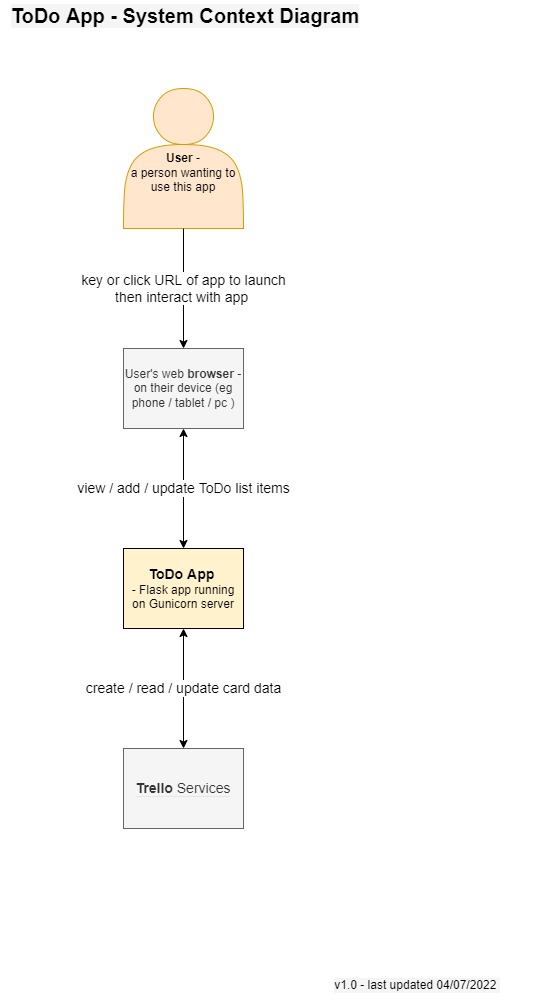 ToDo App - System Context Diagram
User -
a person wanting to
use this app
key or click URL of app to launch
then interact with app
User's web browser -
on their device (eg
phone / tablet / pc )
view / add / update ToDo list items
ToDo App
- Flask app running
on Gunicorn server
create / read / update card data
Trello Services
v1.0 - last updated 04/07/2022